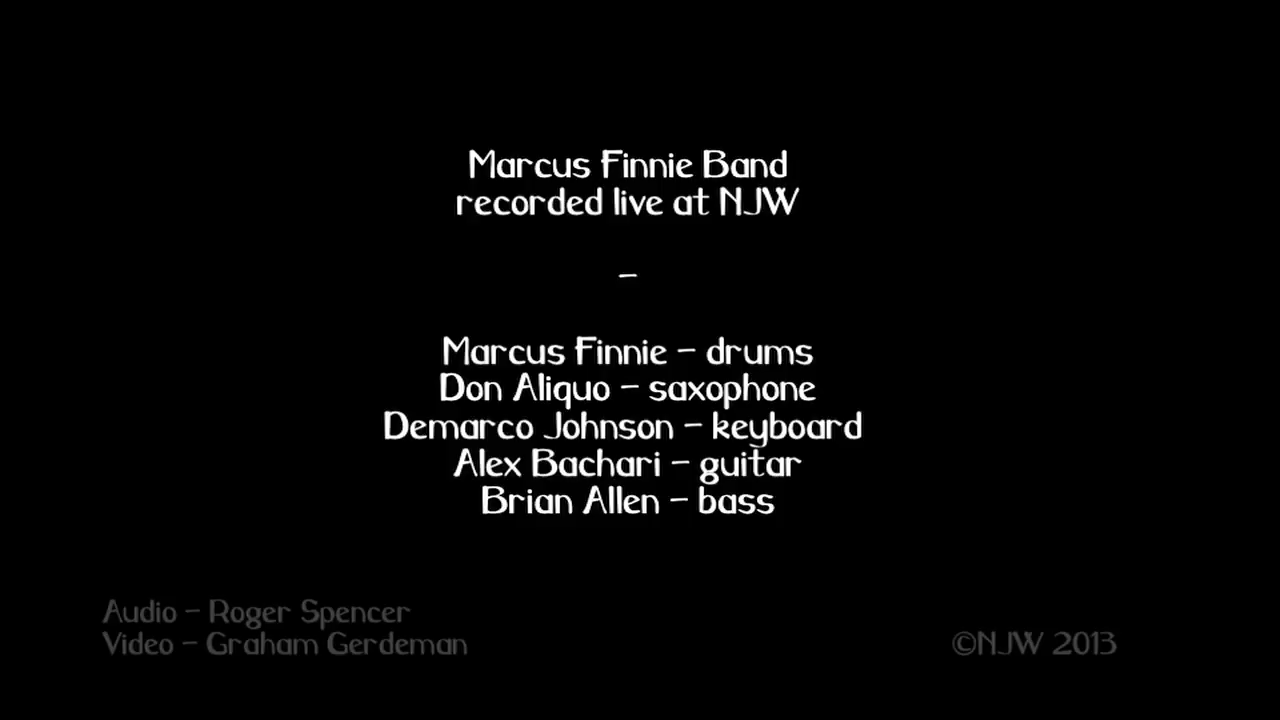 Marcus Finnie Band
recorded live at NJW
–
Marcus Finnie – drums
Don Aliquo – saxophone
Demarco Johnson – keyboard
Alex Bachari – guitar
Brian Allen – bass
Audio – Roger Spencer
Video – Graham Gerdeman
©NJW 2013